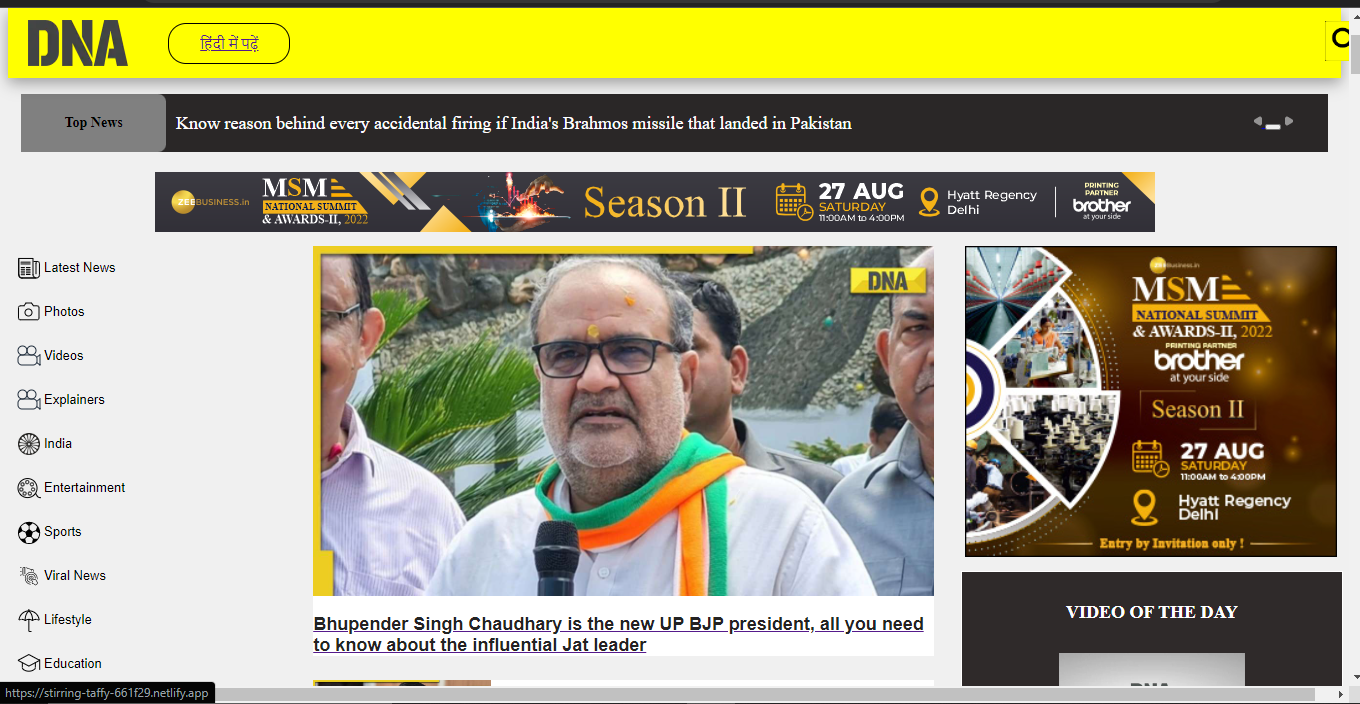 DNA
हिंदी में पढ़ें
Top News
Know reason behind every accidental firing if India's Brahmos missile that landed in Pakistan
ZEEBUSINESS.in
MSME
NATIONAL SUMMIT
& AWARDS-II, 2022
Season II
27 AUG
SATURDAY
11:00AM to 4:00PM
Hyatt Regency
Delhi
PRINTING
PARTNER
brother
at your side
Latest News
Photos
Videos
Explainers
India
Entertainment
Sports
Viral News
Lifestyle
Education
DNA
Bhupender Singh Chaudhary is the new UP BJP president, all you need
to know about the influential Jat leader
ZEEBusiness.in
MSME
NATIONAL SUMMIT
& AWARDS-II, 2022
PRINTING PARTNER
brother
at your side
Season II
27 AUG
SATURDAY
11:00AM to 4:00PM
Hyatt Regency
Delhi
Entry by Invitation only !
VIDEO OF THE DAY
https://stirring-taffy-661f29.netlify.app